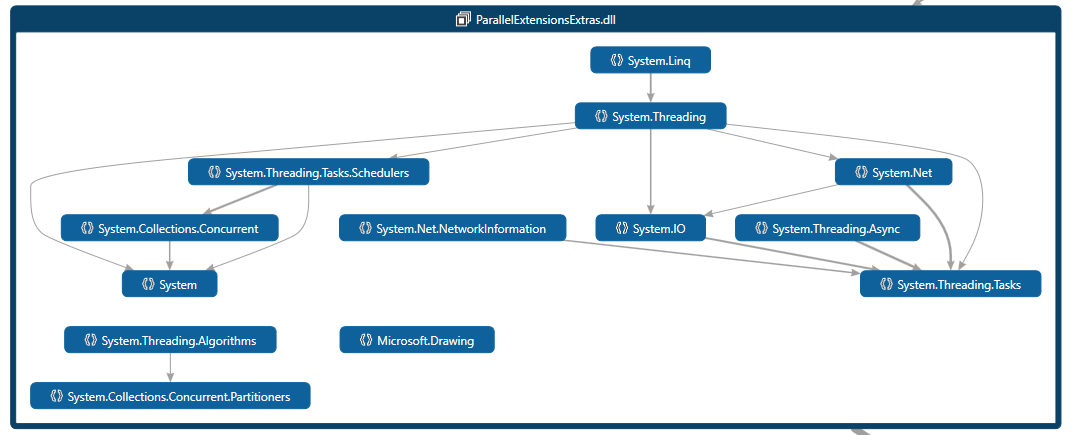 ParallelExtensionsExtras.dll
System.Linq
System.Threading
System.Threading.Tasks.Schedulers
System.Net
System.Collections.Concurrent
System.Net.NetworkInformation
System.IO
System.Threading.Async
System
System.Threading.Tasks
System.Threading.Algorithms
Microsoft.Drawing
System.Collections.Concurrent.Partitioners